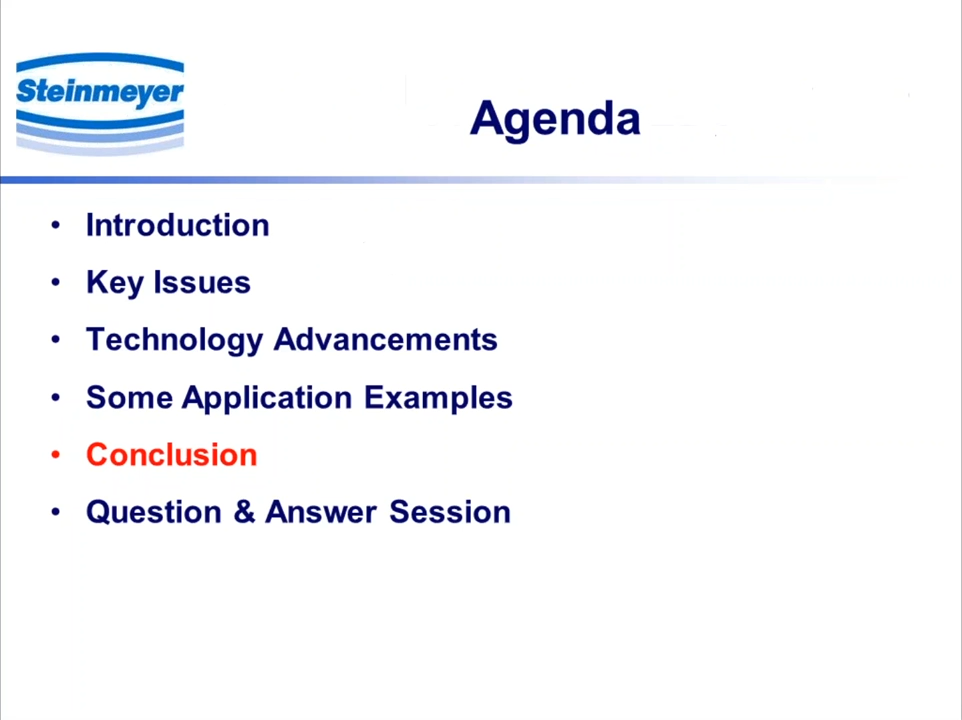 Steinmeyer
Agenda
• Introduction
• Key Issues
• Technology Advancements
• Some Application Examples
• Conclusion
• Question & Answer Session